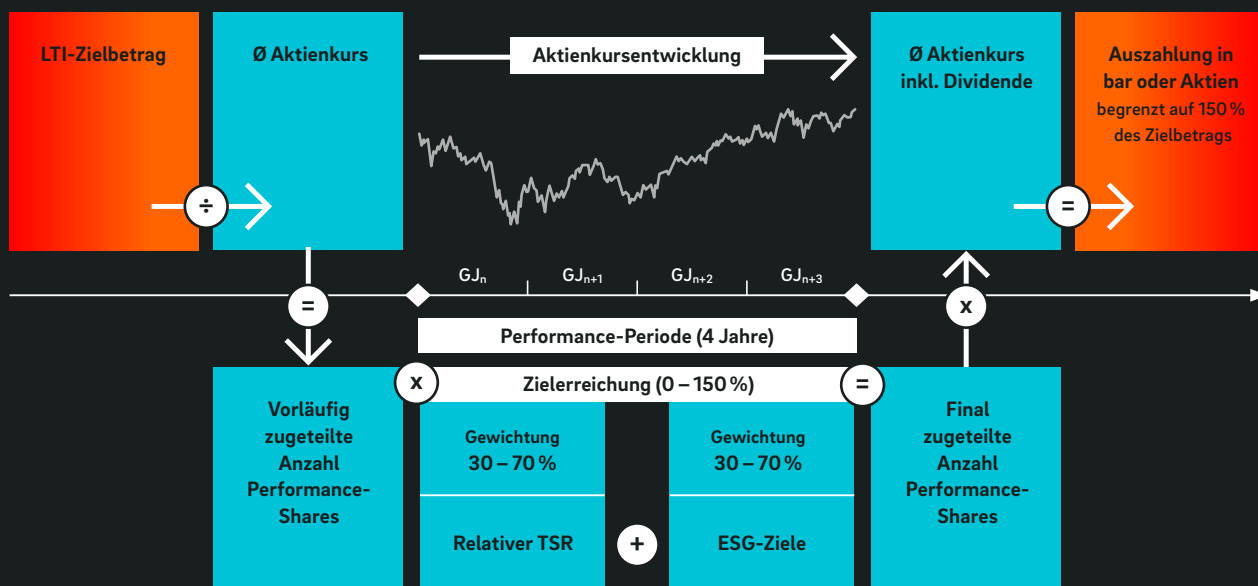 LTI-Zielbetrag
Ø Aktienkurs
Aktienkursentwicklung
Ø Aktienkurs
inkl. Dividende
Auszahlung in
bar oder Aktien
begrenzt auf 150 %
des Zielbetrags
÷
=
GJn
GJn+1
GJn+2
GJn+3
=
x
Performance-Periode (4 Jahre)
x
Zielerreichung (0 – 150 %)
=
Vorläufig
zugeteilte
Anzahl
Performance-
Shares
Gewichtung
30 – 70 %
Relativer TSR
+
Gewichtung
30 – 70 %
ESG-Ziele
Final
zugeteilte
Anzahl
Performance-
Shares